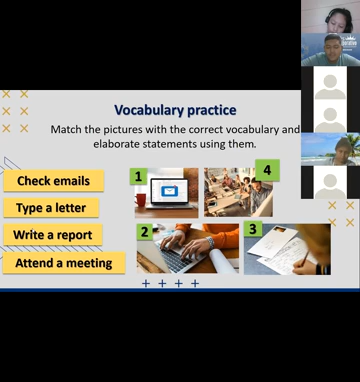 Vocabulary practice
Match the pictures with the correct vocabulary and
elaborate statements using them.
Check emails
Type a letter
Write a report
Attend a meeting
1
4
2
3